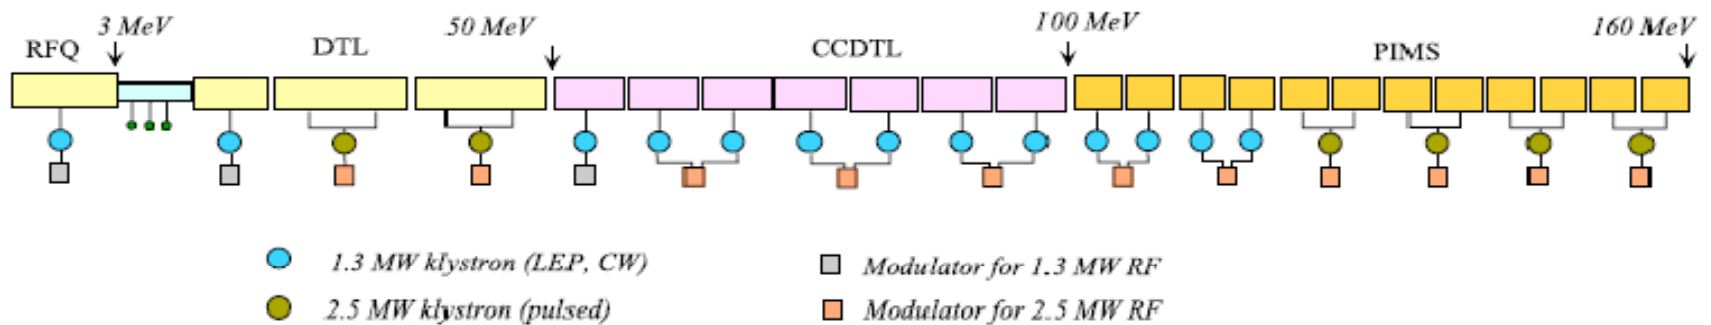 3 MeV 50 MeV 100 MeV 160 MeV
RFQ DTL CCDTL PIMS
1.3 MW klystron (LEP, CW) Modulator for 1.3 MW RF
2.5 MW klystron (pulsed) Modulator for 2.5 MW RF